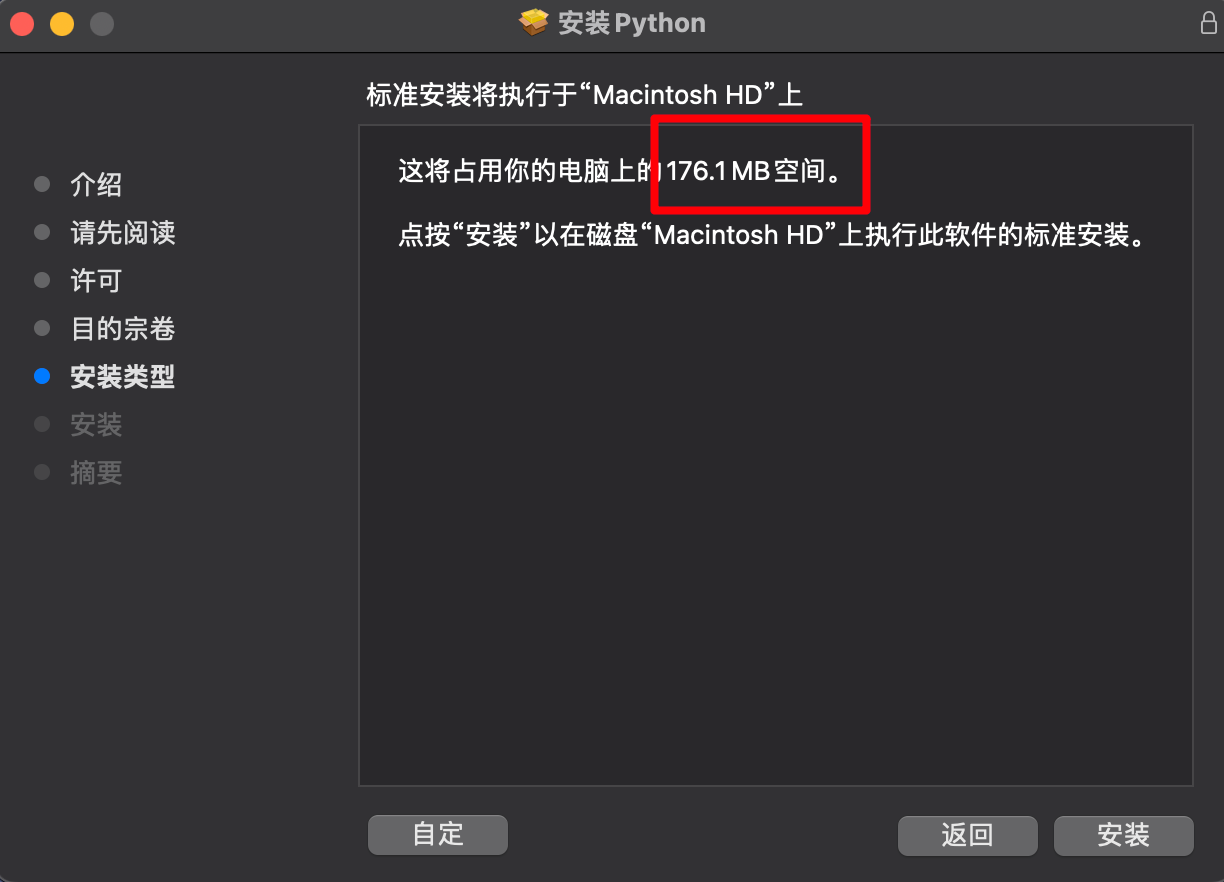 安装Python
标准安装将执行于“Macintosh HD”上
这将占用你的电脑上的176.1 MB空间。
点按“安装”以在磁盘“Macintosh HD”上执行此软件的标准安装。
介绍
请先阅读
许可
目的宗卷
安装类型
安装
摘要
自定
返回
安装